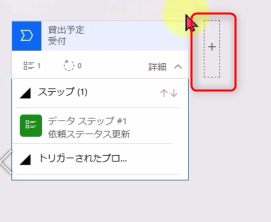 貸出予定
受付
1 0 詳細
ステップ (1)
データ ステップ #1
依頼ステータス更新
トリガーされたプロ...